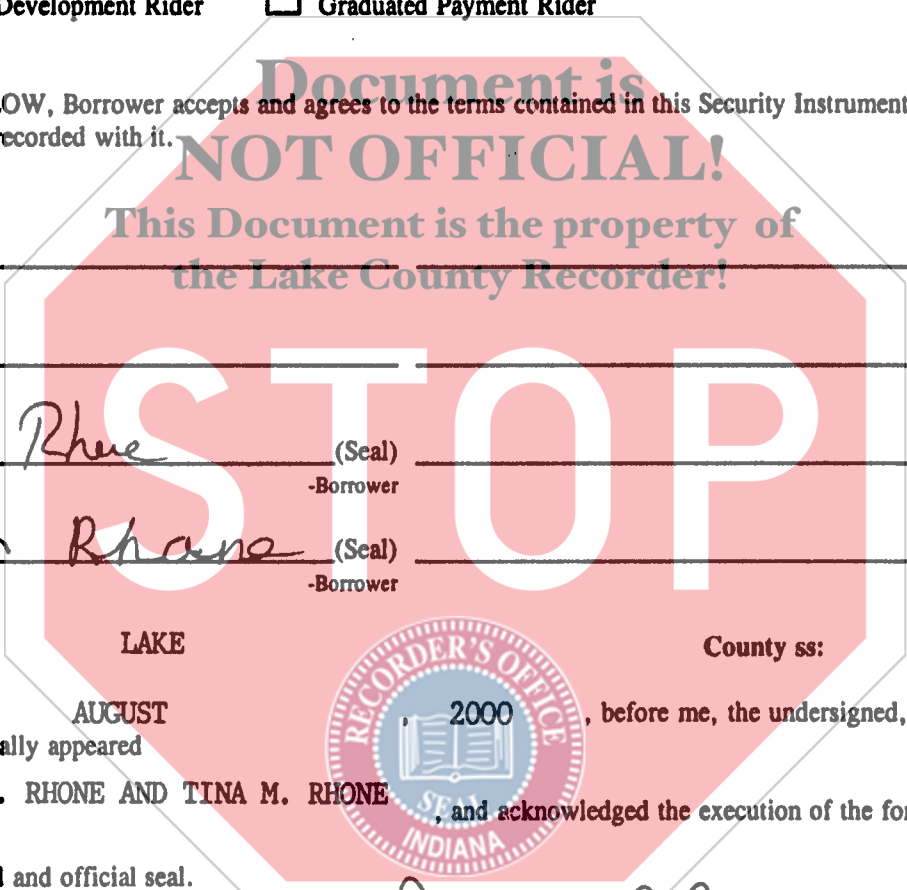 Development Rider ☐ Graduated Payment Rider
Document is
OW, Borrower accepts and agrees to the terms contained in this Security Instrument
ecorded with it.
NOT OFFICIAL!
This Document is the property of
the Lake County Recorder!
STOP
Rhone (Seal)
-Borrower
Rhone (Seal)
-Borrower
LAKE County ss:
AUGUST , 2000 , before me, the undersigned,
ally appeared
. RHONE AND TINA M. RHONE , and acknowledged the execution of the for
d and official seal.
RECORDER'S OFFICE
SEAL
INDIANA